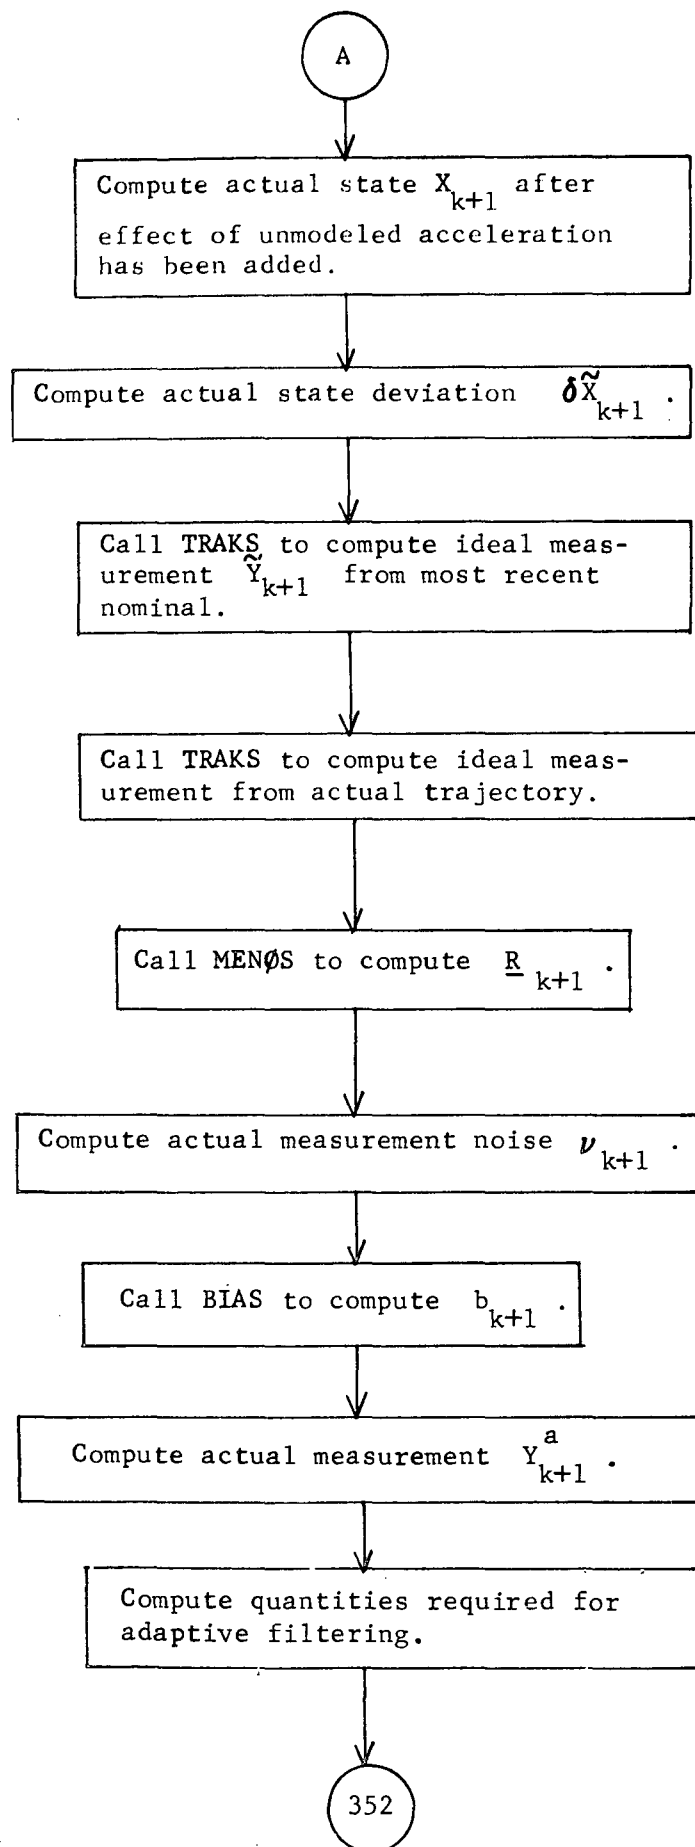 A
Compute actual state X_{k+1} after
effect of unmodeled acceleration
has been added.
Compute actual state deviation δX̃_{k+1} .
Call TRAKS to compute ideal meas-
urement Ỹ_{k+1} from most recent
nominal.
Call TRAKS to compute ideal meas-
urement from actual trajectory.
Call MENØS to compute R̲_{k+1} .
Compute actual measurement noise ν_{k+1} .
Call BIAS to compute b_{k+1} .
Compute actual measurement Y^{a}_{k+1} .
Compute quantities required for
adaptive filtering.
352